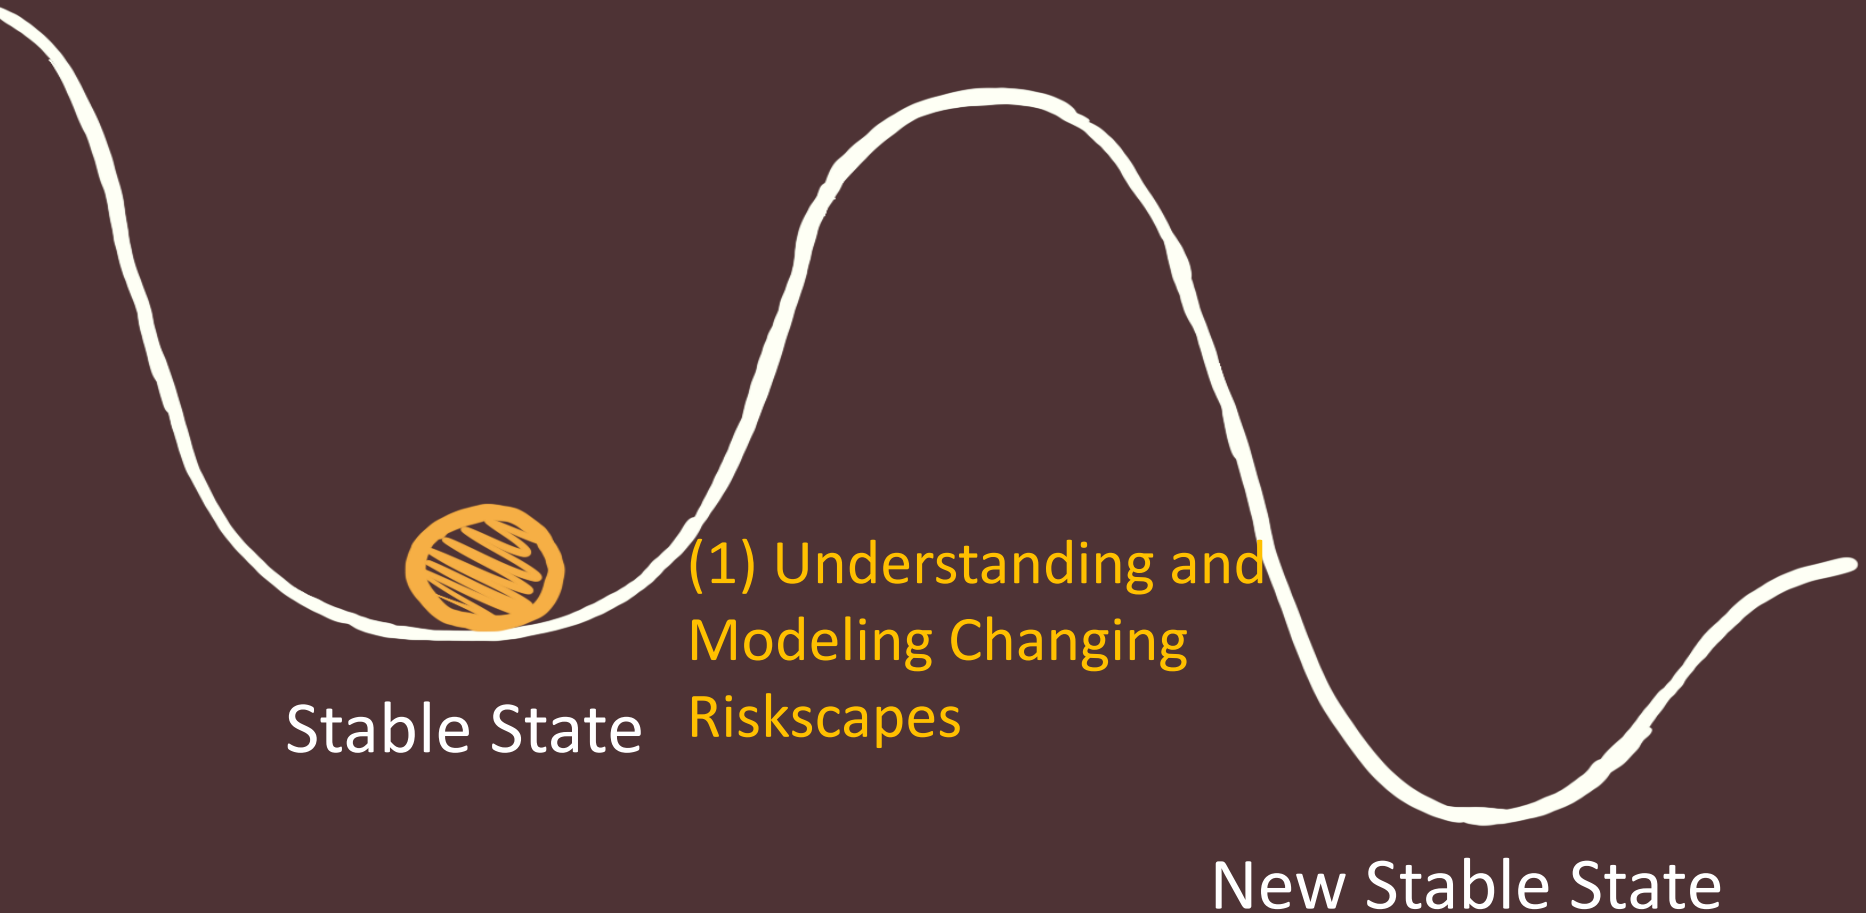 (1) Understanding and
Modeling Changing
Riskscapes
Stable State
New Stable State